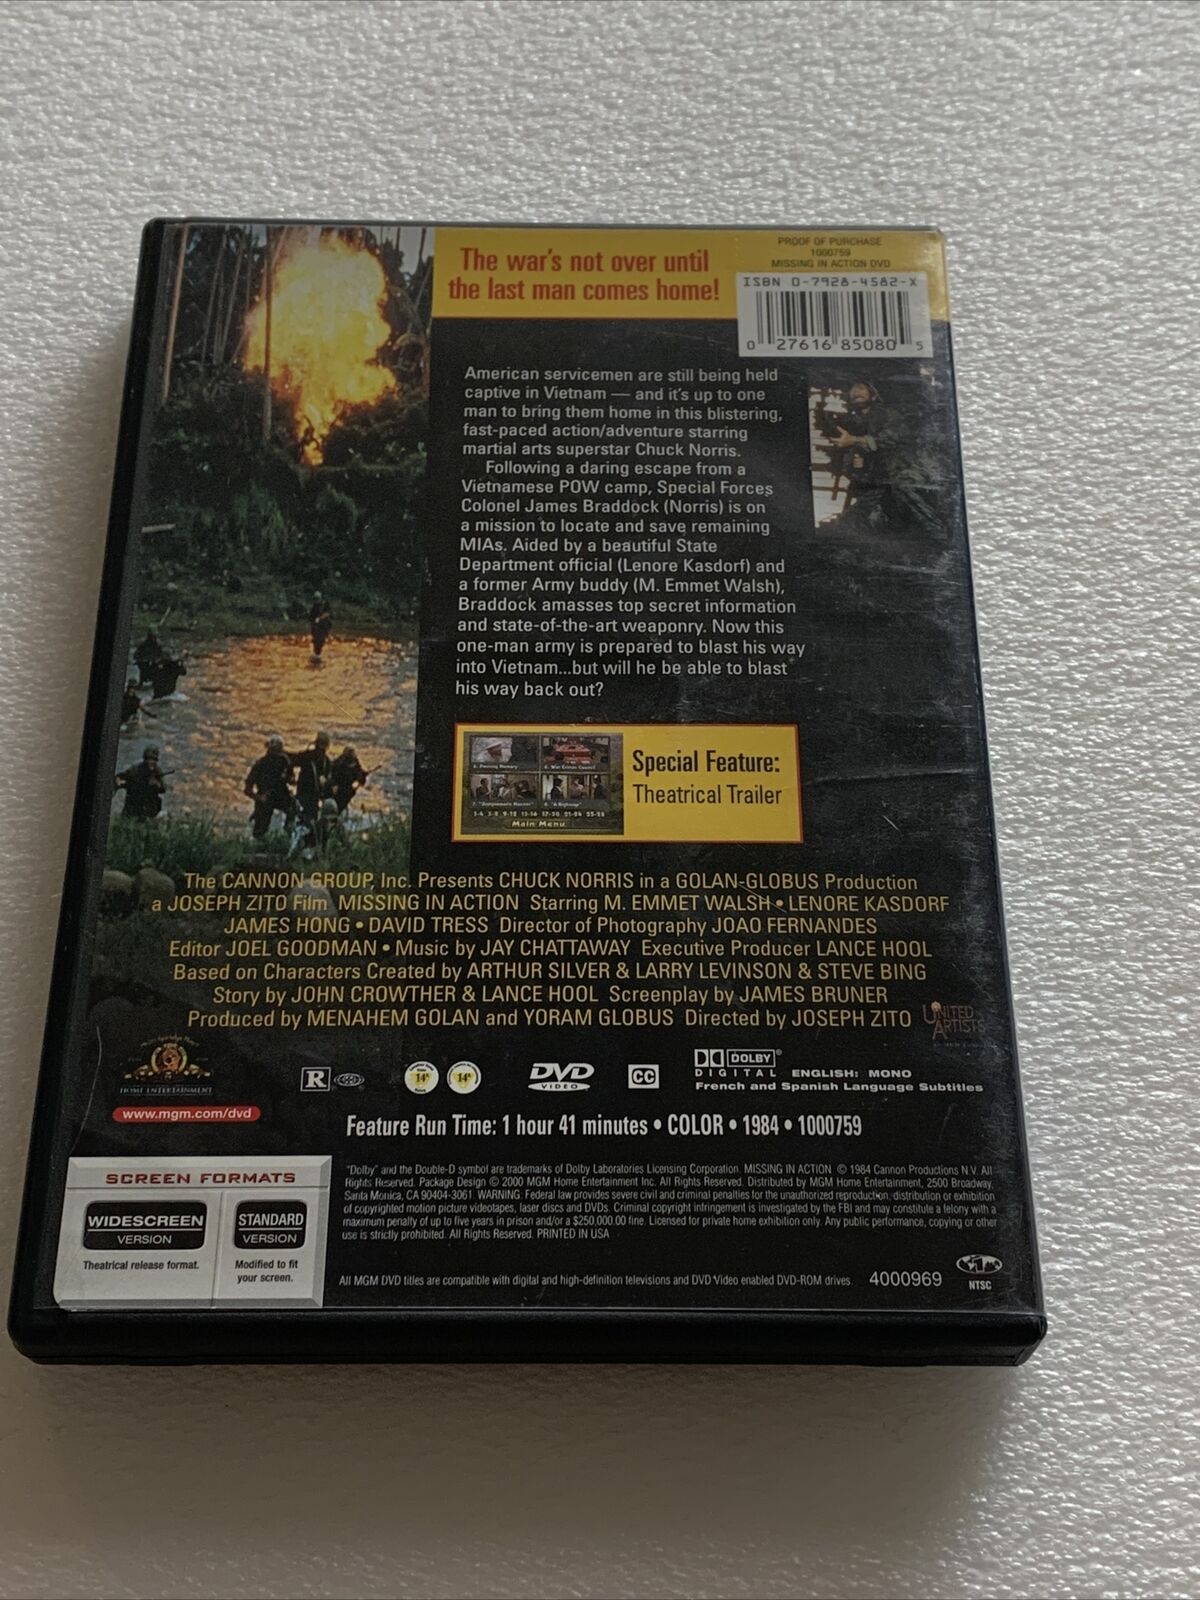 The war's not over until
the last man comes home!
PROOF OF PURCHASE
1000759
MISSING IN ACTION DVD
ISBN 0-7928-4582-X
0 27616 85080 5
American servicemen are still being held
captive in Vietnam — and it's up to one
man to bring them home in this blistering,
fast-paced action/adventure starring
martial arts superstar Chuck Norris.
Following a daring escape from a
Vietnamese POW camp, Special Forces
Colonel James Braddock (Norris) is on
a mission to locate and save remaining
MIAs. Aided by a beautiful State
Department official (Lenore Kasdorf) and
a former Army buddy (M. Emmet Walsh),
Braddock amasses top secret information
and state-of-the-art weaponry. Now this
one-man army is prepared to blast his way
into Vietnam...but will he be able to blast
his way back out?
Special Feature:
Theatrical Trailer
1-4 5-8 9-12 13-16 17-20 21-24 25-28
Main Menu
The CANNON GROUP, Inc. Presents CHUCK NORRIS in a GOLAN-GLOBUS Production
a JOSEPH ZITO Film MISSING IN ACTION Starring M. EMMET WALSH • LENORE KASDORF
JAMES HONG • DAVID TRESS Director of Photography JOAO FERNANDES
Editor JOEL GOODMAN • Music by JAY CHATTAWAY Executive Producer LANCE HOOL
Based on Characters Created by ARTHUR SILVER & LARRY LEVINSON & STEVE BING
Story by JOHN CROWTHER & LANCE HOOL Screenplay by JAMES BRUNER
Produced by MENAHEM GOLAN and YORAM GLOBUS Directed by JOSEPH ZITO
UNITED
ARTISTS
HOME ENTERTAINMENT
www.mgm.com/dvd
R
14A
14A
DVD
VIDEO
CC
DOLBY
DIGITAL
ENGLISH: MONO
French and Spanish Language Subtitles
Feature Run Time: 1 hour 41 minutes • COLOR • 1984 • 1000759
"Dolby" and the Double-D symbol are trademarks of Dolby Laboratories Licensing Corporation. MISSING IN ACTION © 1984 Cannon Productions N.V. All
Rights Reserved. Package Design © 2000 MGM Home Entertainment Inc. All Rights Reserved. Distributed by MGM Home Entertainment, 2500 Broadway,
Santa Monica, CA 90404-3061. WARNING: Federal law provides severe civil and criminal penalties for the unauthorized reproduction, distribution or exhibition
of copyrighted motion picture videotapes, laser discs and DVDs. Criminal copyright infringement is investigated by the FBI and may constitute a felony with a
maximum penalty of up to five years in prison and/or a $250,000.00 fine. Licensed for private home exhibition only. Any public performance, copying or other
use is strictly prohibited. All Rights Reserved. PRINTED IN USA
SCREEN FORMATS
WIDESCREEN
VERSION
Theatrical release format.
STANDARD
VERSION
Modified to fit
your screen.
All MGM DVD titles are compatible with digital and high-definition televisions and DVD Video enabled DVD-ROM drives.
4000969
1
NTSC